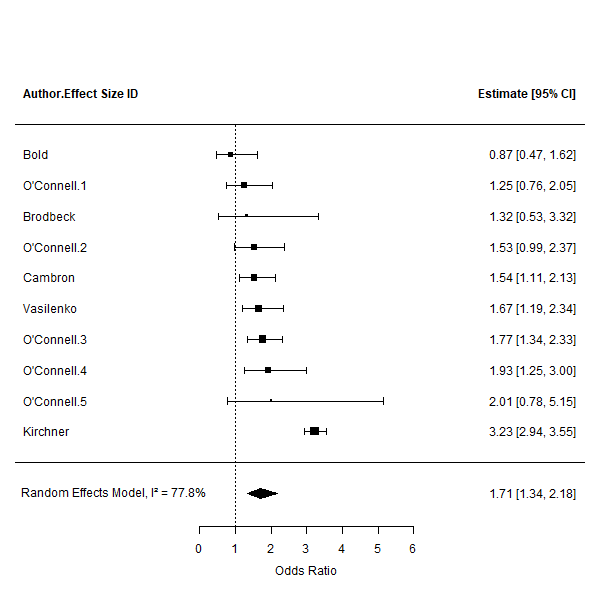 Author.Effect Size ID Estimate [95% CI]
Bold 0.87 [0.47, 1.62]
O'Connell.1 1.25 [0.76, 2.05]
Brodbeck 1.32 [0.53, 3.32]
O'Connell.2 1.53 [0.99, 2.37]
Cambron 1.54 [1.11, 2.13]
Vasilenko 1.67 [1.19, 2.34]
O'Connell.3 1.77 [1.34, 2.33]
O'Connell.4 1.93 [1.25, 3.00]
O'Connell.5 2.01 [0.78, 5.15]
Kirchner 3.23 [2.94, 3.55]
Random Effects Model, I² = 77.8% 1.71 [1.34, 2.18]
0 1 2 3 4 5 6
Odds Ratio